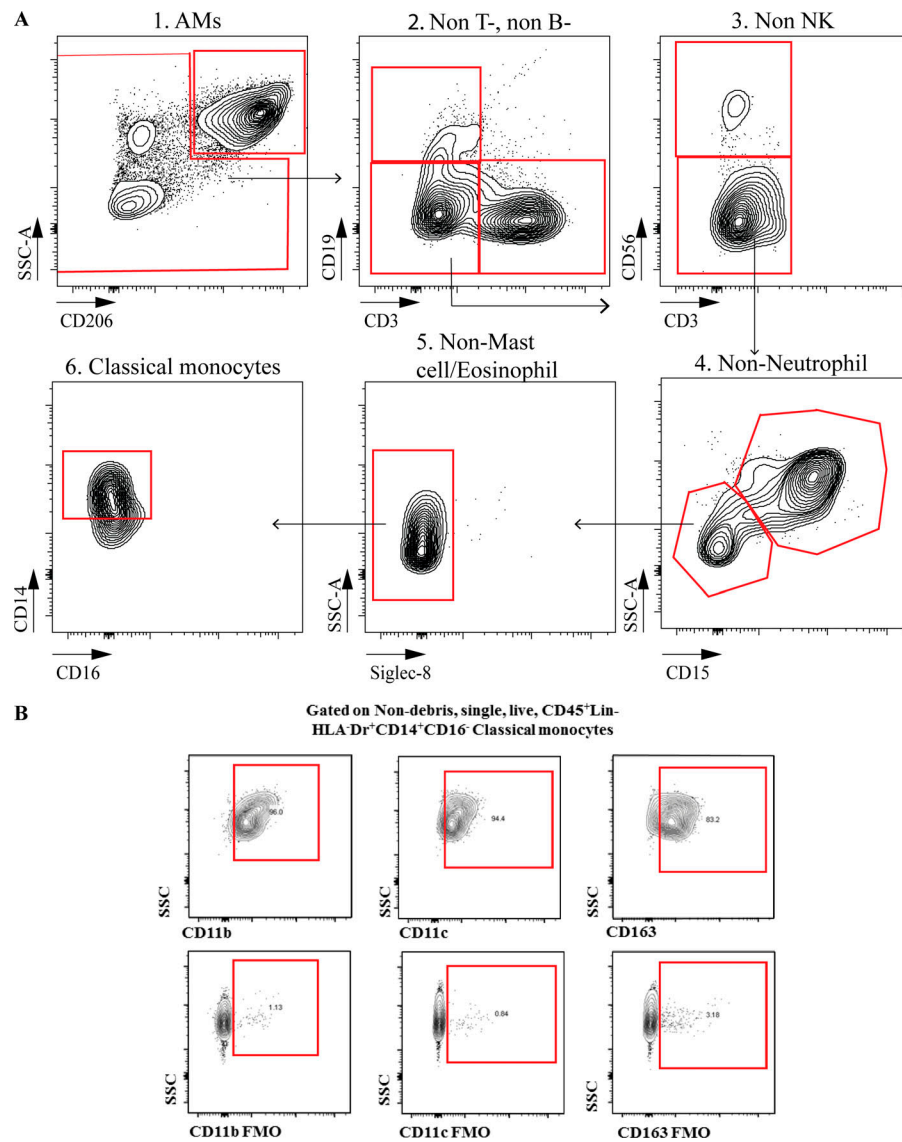 A
1. AMs
2. Non T-, non B-
3. Non NK
SSC-A
CD206
CD19
CD3
CD56
CD3
6. Classical monocytes
5. Non-Mast
cell/Eosinophil
4. Non-Neutrophil
CD14
CD16
SSC-A
Siglec-8
SSC-A
CD15
B
Gated on Non-debris, single, live, CD45+Lin-
HLA-Dr+CD14+CD16- Classical monocytes
96.0
SSC
CD11b
94.4
SSC
CD11c
83.2
SSC
CD163
1.13
SSC
CD11b FMO
0.84
SSC
CD11c FMO
3.18
SSC
CD163 FMO